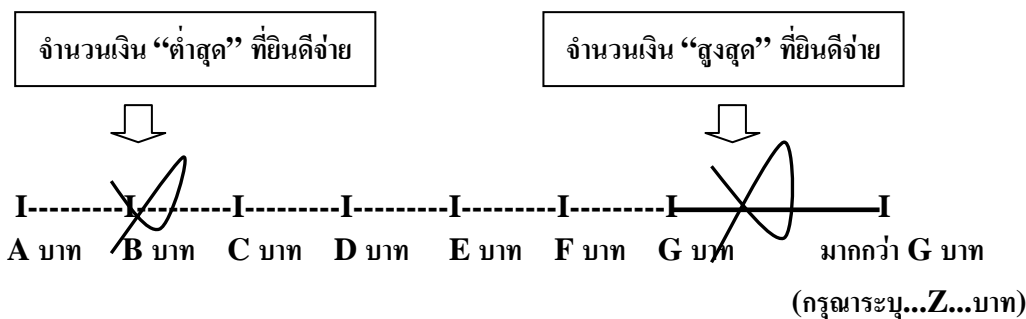 จำนวนเงิน “ต่ำสุด” ที่ยินดีจ่าย จำนวนเงิน “สูงสุด” ที่ยินดีจ่าย
I---------I---------I---------I---------I---------I---------I I
A บาท B บาท C บาท D บาท E บาท F บาท G บาท มากกว่า G บาท
(กรุณาระบุ...Z...บาท)